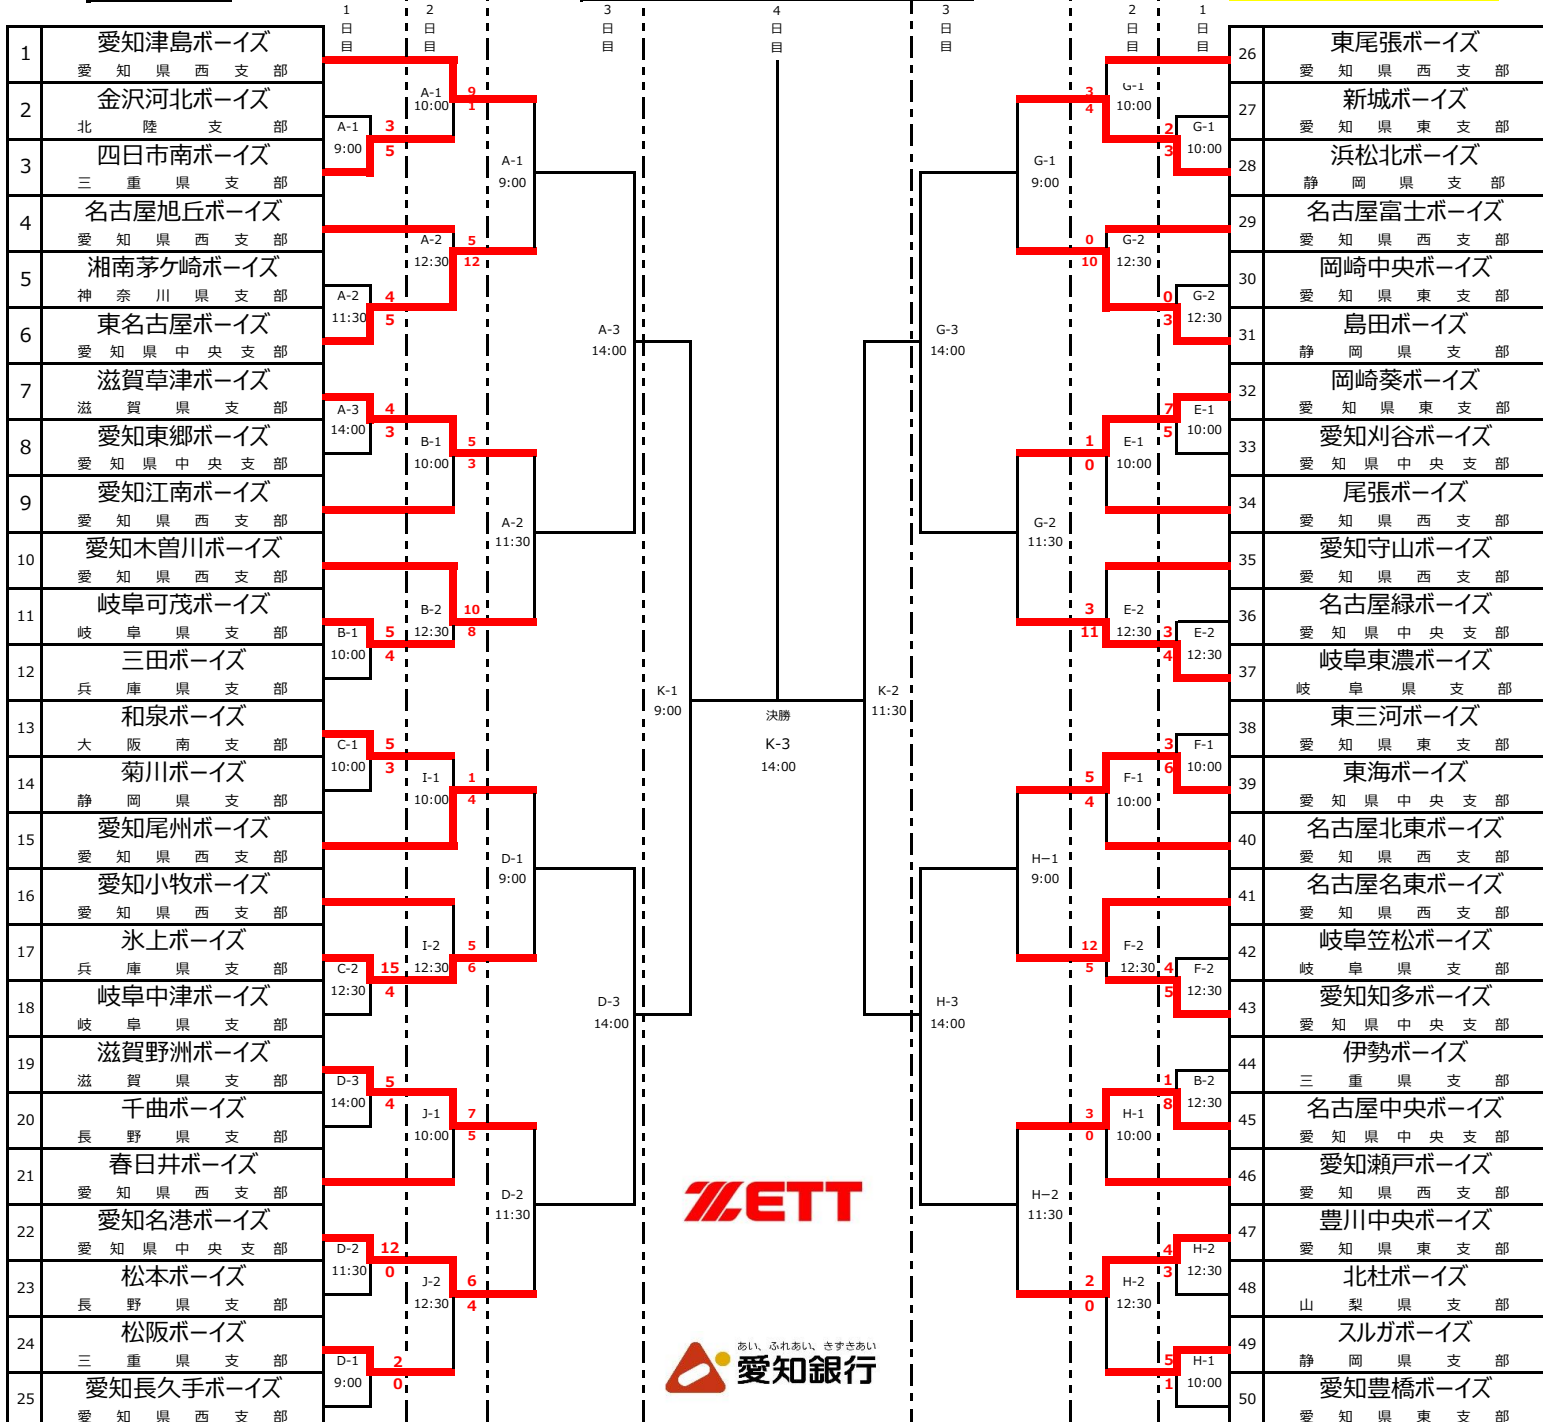 1日目
2日目
3日目
4日目
3日目
2日目
1日目
1 愛知津島ボーイズ
愛知県西支部
2 金沢河北ボーイズ
北陸支部
3 四日市南ボーイズ
三重県支部
4 名古屋旭丘ボーイズ
愛知県西支部
5 湘南茅ケ崎ボーイズ
神奈川県支部
6 東名古屋ボーイズ
愛知県中央支部
7 滋賀草津ボーイズ
滋賀県支部
8 愛知東郷ボーイズ
愛知県中央支部
9 愛知江南ボーイズ
愛知県西支部
10 愛知木曽川ボーイズ
愛知県西支部
11 岐阜可茂ボーイズ
岐阜県支部
12 三田ボーイズ
兵庫県支部
13 和泉ボーイズ
大阪南支部
14 菊川ボーイズ
静岡県支部
15 愛知尾州ボーイズ
愛知県西支部
16 愛知小牧ボーイズ
愛知県西支部
17 氷上ボーイズ
兵庫県支部
18 岐阜中津ボーイズ
岐阜県支部
19 滋賀野洲ボーイズ
滋賀県支部
20 千曲ボーイズ
長野県支部
21 春日井ボーイズ
愛知県西支部
22 愛知名港ボーイズ
愛知県中央支部
23 松本ボーイズ
長野県支部
24 松阪ボーイズ
三重県支部
25 愛知長久手ボーイズ
愛知県西支部
A-1
9:00
3
5
A-2
11:30
4
5
A-3
14:00
4
3
B-1
10:00
5
4
C-1
10:00
5
3
C-2
12:30
15
4
D-3
14:00
5
4
D-2
11:30
12
0
D-1
9:00
2
0
A-1
10:00
9
1
A-2
12:30
5
12
B-1
10:00
5
3
B-2
12:30
10
8
I-1
10:00
1
4
I-2
12:30
5
6
J-1
10:00
7
5
J-2
12:30
6
4
A-1
9:00
A-2
11:30
D-1
9:00
D-2
11:30
A-3
14:00
D-3
14:00
K-1
9:00
決勝
K-3
14:00
K-2
11:30
ZETT
あい、ふれあい、きずきあい
愛知銀行
G-3
14:00
H-3
14:00
G-1
9:00
G-2
11:30
H−1
9:00
H−2
11:30
3
4
G-1
10:00
0
10
G-2
12:30
1
0
E-1
10:00
3
11
E-2
12:30
5
4
F-1
10:00
12
5
F-2
12:30
3
0
H-1
10:00
2
0
H-2
12:30
2
3
G-1
10:00
0
3
G-2
12:30
7
5
E-1
10:00
3
4
E-2
12:30
3
6
F-1
10:00
4
5
F-2
12:30
1
8
B-2
12:30
4
3
H-2
12:30
5
1
H-1
10:00
26 東尾張ボーイズ
愛知県西支部
27 新城ボーイズ
愛知県東支部
28 浜松北ボーイズ
静岡県支部
29 名古屋富士ボーイズ
愛知県西支部
30 岡崎中央ボーイズ
愛知県東支部
31 島田ボーイズ
静岡県支部
32 岡崎葵ボーイズ
愛知県東支部
33 愛知刈谷ボーイズ
愛知県中央支部
34 尾張ボーイズ
愛知県西支部
35 愛知守山ボーイズ
愛知県西支部
36 名古屋緑ボーイズ
愛知県中央支部
37 岐阜東濃ボーイズ
岐阜県支部
38 東三河ボーイズ
愛知県東支部
39 東海ボーイズ
愛知県中央支部
40 名古屋北東ボーイズ
愛知県西支部
41 名古屋名東ボーイズ
愛知県西支部
42 岐阜笠松ボーイズ
岐阜県支部
43 愛知知多ボーイズ
愛知県中央支部
44 伊勢ボーイズ
三重県支部
45 名古屋中央ボーイズ
愛知県中央支部
46 愛知瀬戸ボーイズ
愛知県西支部
47 豊川中央ボーイズ
愛知県東支部
48 北杜ボーイズ
山梨県支部
49 スルガボーイズ
静岡県支部
50 愛知豊橋ボーイズ
愛知県東支部